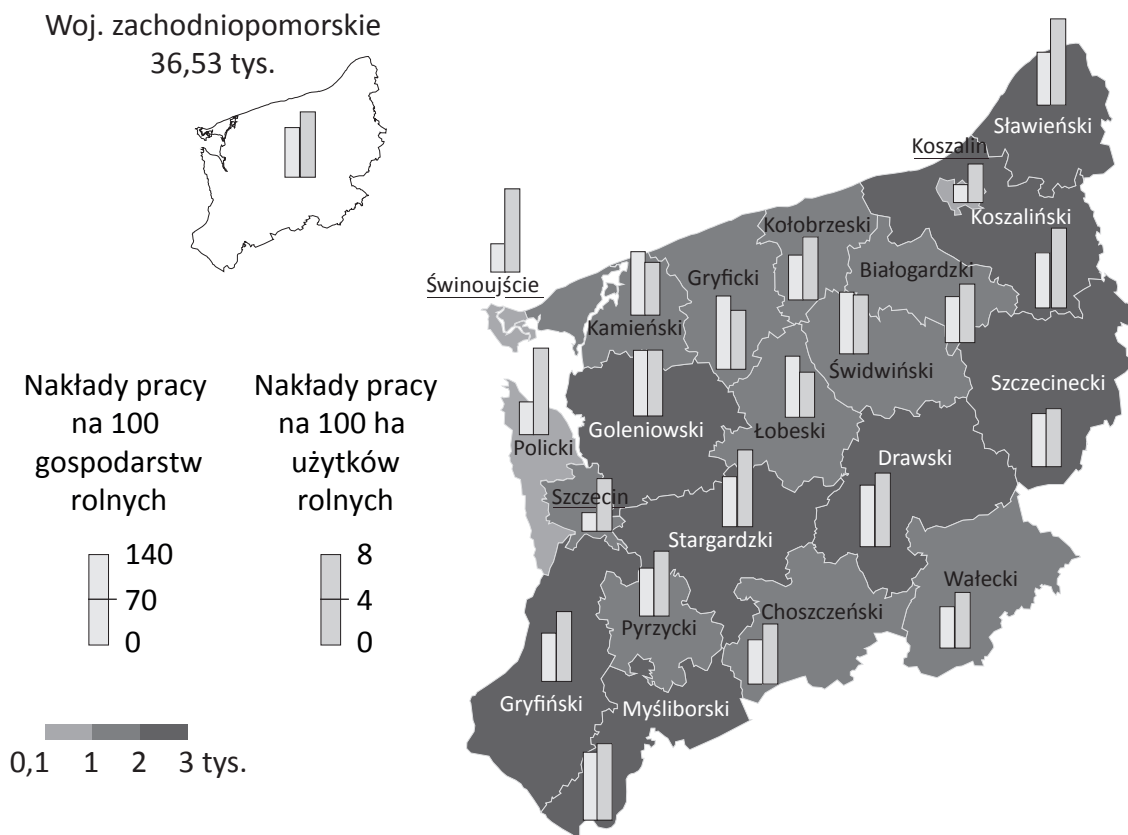 Woj. zachodniopomorskie
36,53 tys.
Sławieński
Koszalin
Koszaliński
Kołobrzeski
Białogardzki
Świnoujście
Gryficki
Kamieński
Świdwiński
Szczecinecki
Nakłady pracy
na 100
gospodarstw
rolnych
140
70
0
Nakłady pracy
na 100 ha
użytków
rolnych
8
4
0
Goleniowski
Łobeski
Policki
Drawski
Szczecin
Stargardzki
Wałecki
Choszczeński
Pyrzycki
Gryfiński
Myśliborski
0,1 1 2 3 tys.